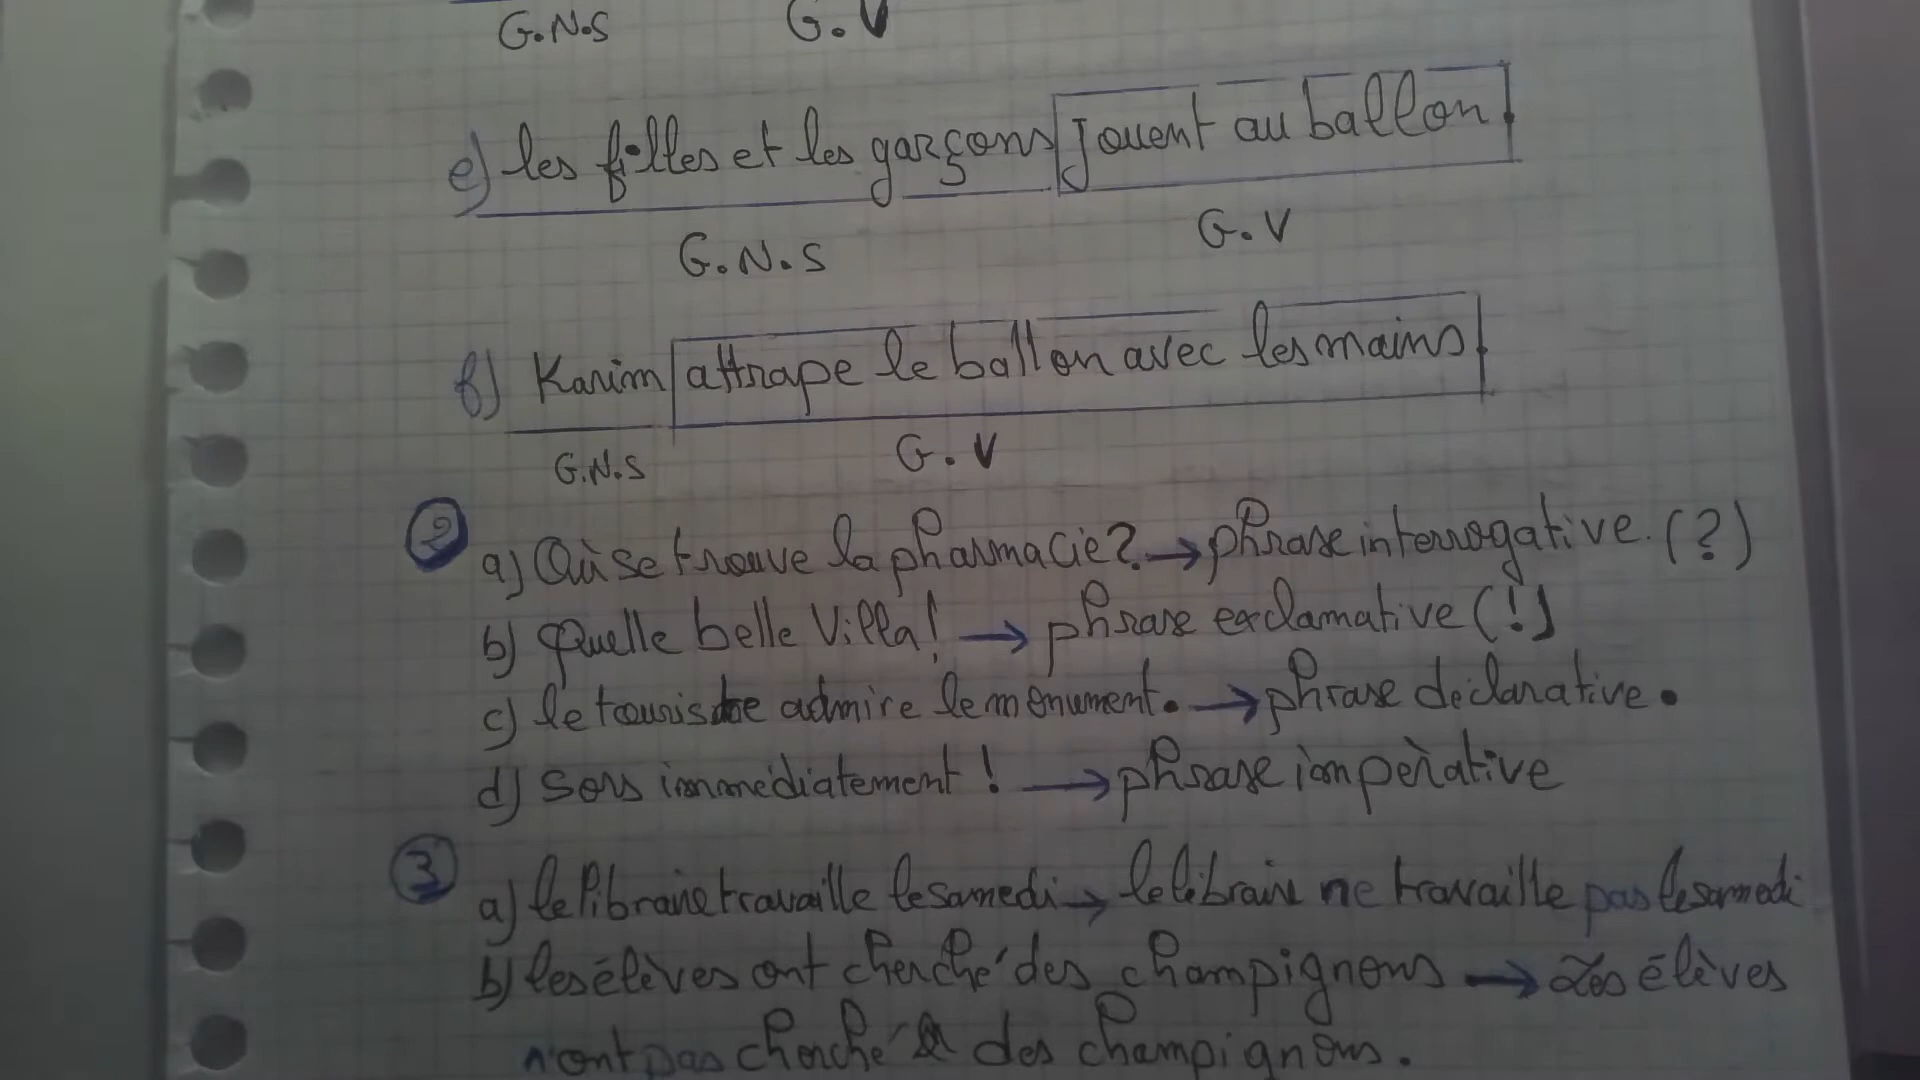 G.N.S G.V
e) les filles et les garçons jouent au ballon.
G.N.S G.V
f) Karim attrape le ballon avec les mains
G.N.S G.V
2 a) Où se trouve la pharmacie? → phrase interrogative. (?)
b) Quelle belle Villa! → phrase exclamative (!)
c) le touriste admire le monument. → phrase déclarative.
d) Sors immédiatement! → phrase impèrative
3 a) le libraire travaille le samedi → le libraire ne travaille pas le samedi
b) les élèves ont cherché des champignons → Les élèves
n'ont pas cherché des champignons.